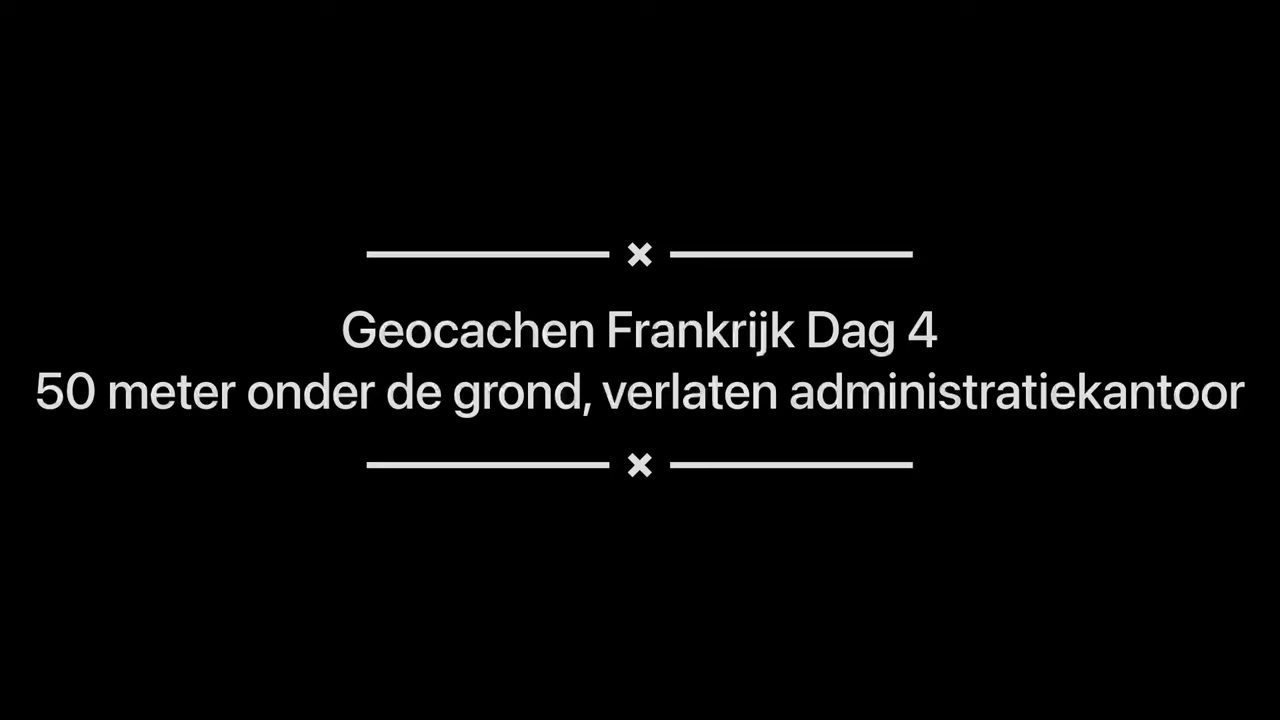 Geocachen Frankrijk Dag 4
50 meter onder de grond, verlaten administratiekantoor